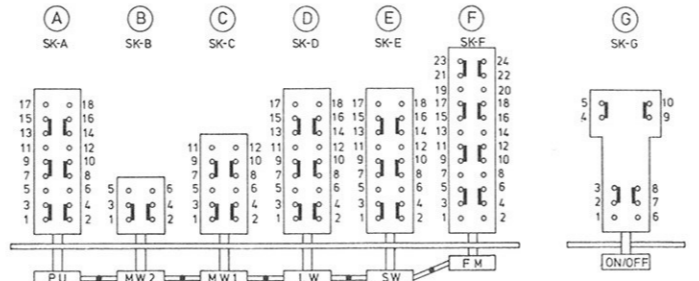 A B C D E F G
SK-A SK-B SK-C SK-D SK-E SK-F SK-G
23 24
21 22
19 20
17 18 17 18 17 18 17 18
15 16 15 16 15 16 15 16 5 10
13 14 13 14 13 14 13 14 4 9
11 12 11 12 11 12 11 12 11 12
9 10 9 10 9 10 9 10 9 10
7 8 7 8 7 8 7 8 7 8
5 6 5 6 5 6 5 6 5 6 5 6 3 8
3 4 3 4 3 4 3 4 3 4 3 4 2 7
1 2 1 2 1 2 1 2 1 2 1 2 1 6
PU MW2 MW1 LW SW FM ON/OFF